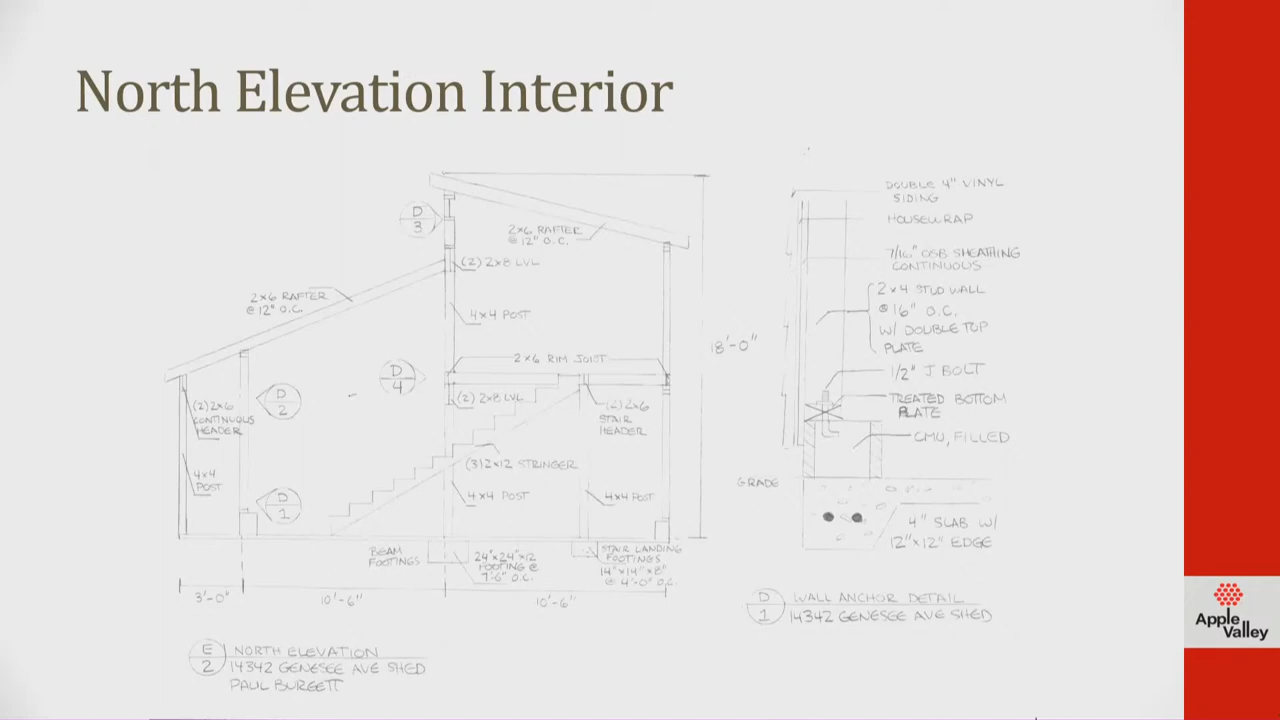 North Elevation Interior
D
3
2x6 RAFTER
@ 12" O.C.
(2) 2x8 LVL
2x6 RAFTER
@ 12" O.C.
4x4 POST
18'-0"
2x6 RIM JOIST
D
4
D
2
(2) 2x6
CONTINUOUS
HEADER
(2) 2x8 LVL
(2) 2x6
STAIR
HEADER
(3) 2x12 STRINGER
4x4
POST
4x4 POST
4x4 POST
D
1
BEAM
FOOTINGS
24"x24"x12
FOOTING @
7'-6" O.C.
STAIR LANDING
FOOTINGS
14"x14"x8"
@ 4'-0" O.C.
3'-0"
10'-6"
10'-6"
E
2
NORTH ELEVATION
14342 GENESEE AVE SHED
PAUL BURGETT
DOUBLE 4" VINYL
SIDING
HOUSEWRAP
7/16" OSB SHEATHING
CONTINUOUS
2x4 STUD WALL
@ 16" O.C.
W/ DOUBLE TOP
PLATE
1/2" J BOLT
TREATED BOTTOM
PLATE
CMU, FILLED
GRADE
4" SLAB W/
12"x12" EDGE
D
1
WALL ANCHOR DETAIL
14342 GENESEE AVE SHED
Apple
Valley